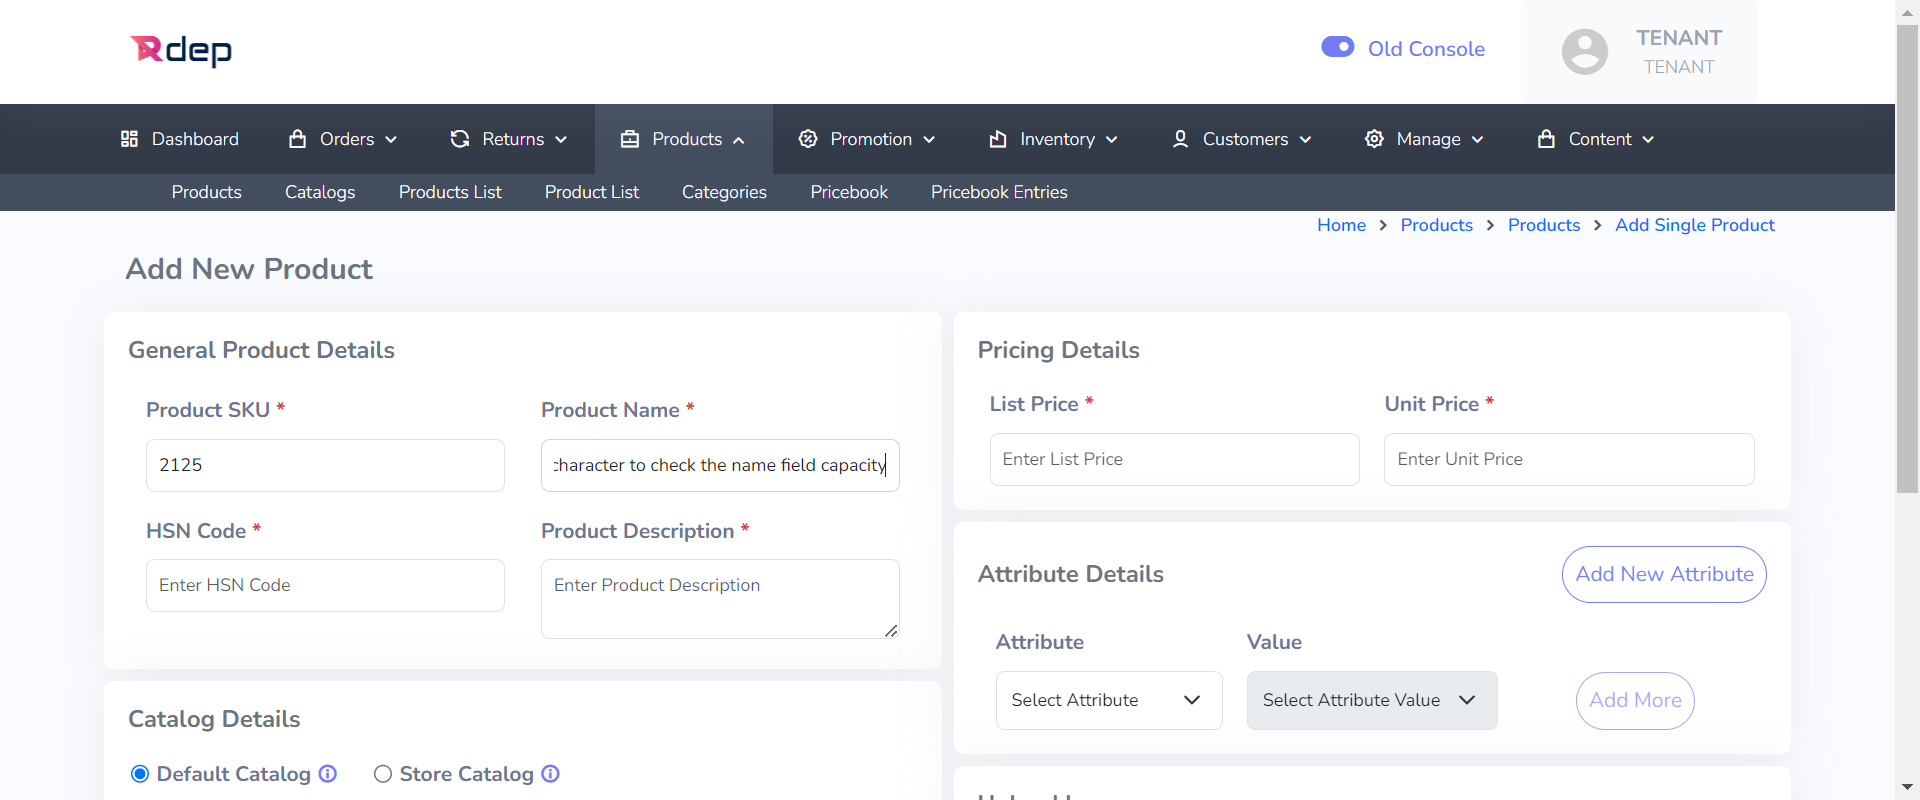 Rdep
Old Console
TENANT
TENANT
Dashboard Orders Returns Products Promotion Inventory Customers Manage Content
Products Catalogs Products List Product List Categories Pricebook Pricebook Entries
Home > Products > Products > Add Single Product
Add New Product
General Product Details
Product SKU * Product Name *
2125 character to check the name field capacity
HSN Code * Product Description *
Enter HSN Code Enter Product Description
Catalog Details
Default Catalog Store Catalog
Pricing Details
List Price * Unit Price *
Enter List Price Enter Unit Price
Attribute Details Add New Attribute
Attribute Value
Select Attribute Select Attribute Value Add More